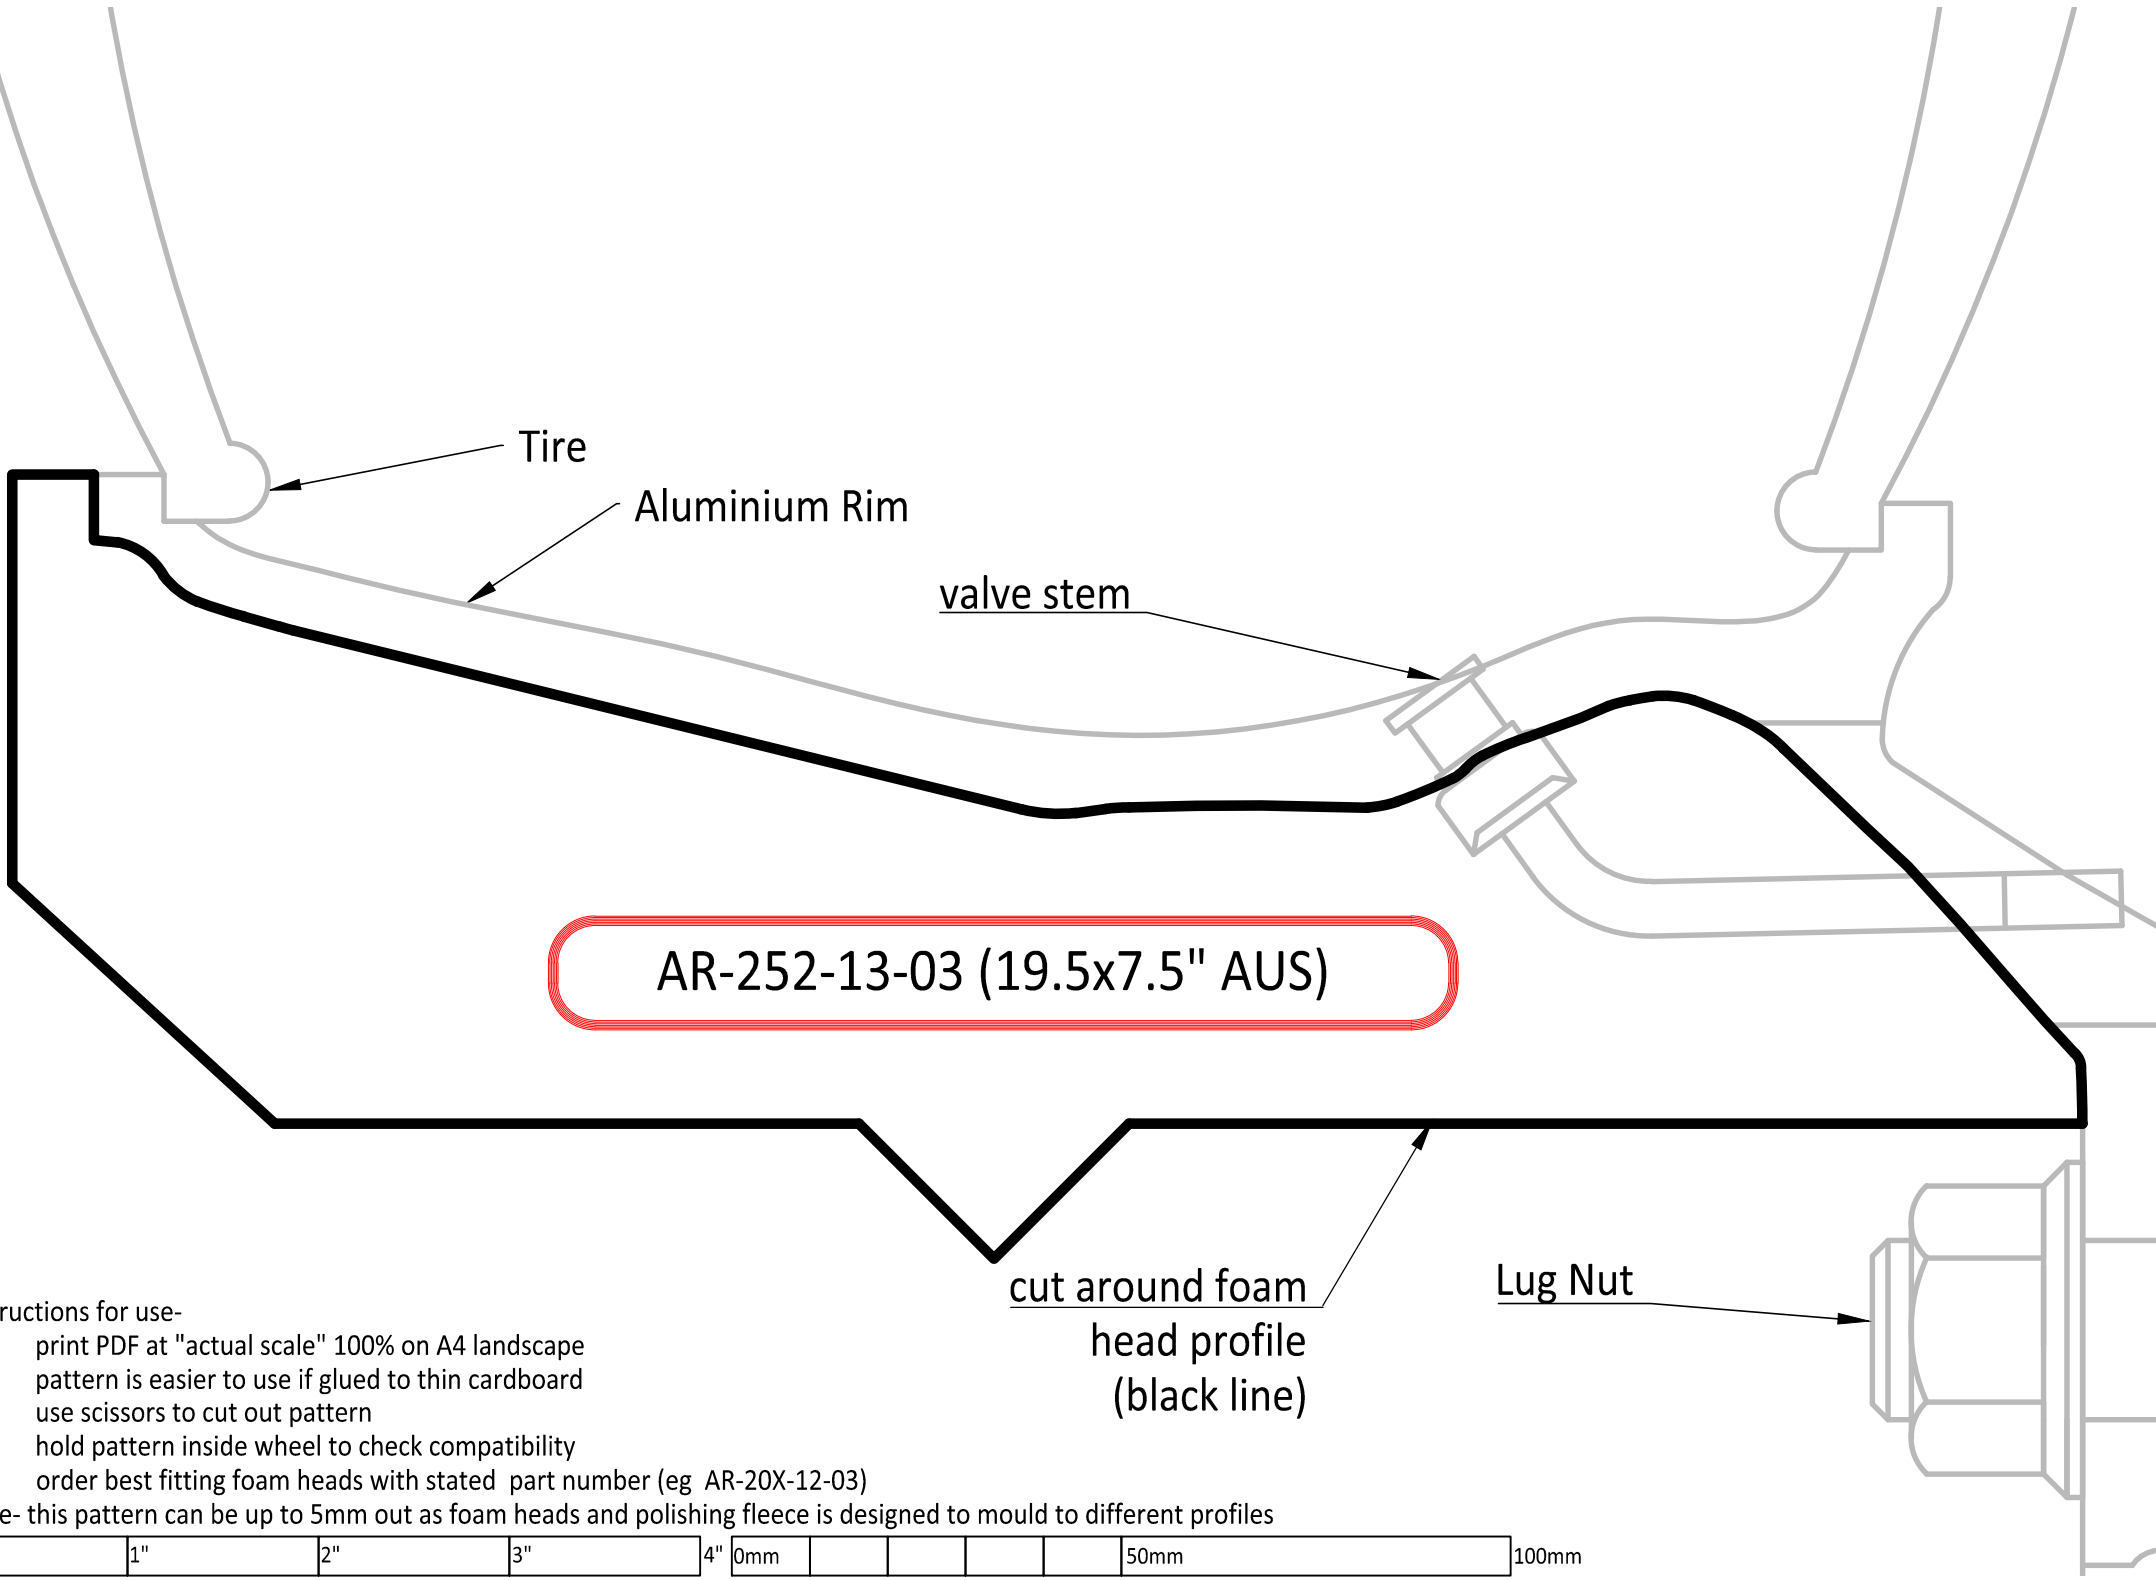 Tire
Aluminium Rim
valve stem
AR-252-13-03 (19.5x7.5" AUS)
cut around foam
head profile
(black line)
Lug Nut
ructions for use-
print PDF at "actual scale" 100% on A4 landscape
pattern is easier to use if glued to thin cardboard
use scissors to cut out pattern
hold pattern inside wheel to check compatibility
order best fitting foam heads with stated  part number (eg  AR-20X-12-03)
e- this pattern can be up to 5mm out as foam heads and polishing fleece is designed to mould to different profiles
1" 2" 3" 4" 0mm 50mm 100mm